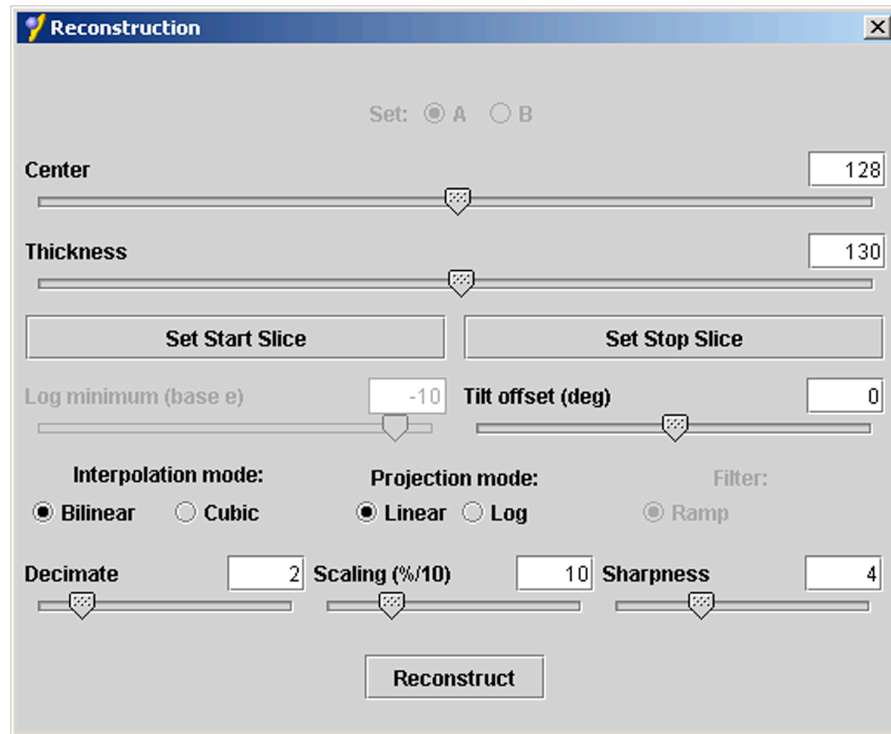 Reconstruction
Set: A B
Center 128
Thickness 130
Set Start Slice Set Stop Slice
Log minimum (base e) -10 Tilt offset (deg) 0
Interpolation mode: Projection mode: Filter:
Bilinear Cubic Linear Log Ramp
Decimate 2 Scaling (%/10) 10 Sharpness 4
Reconstruct